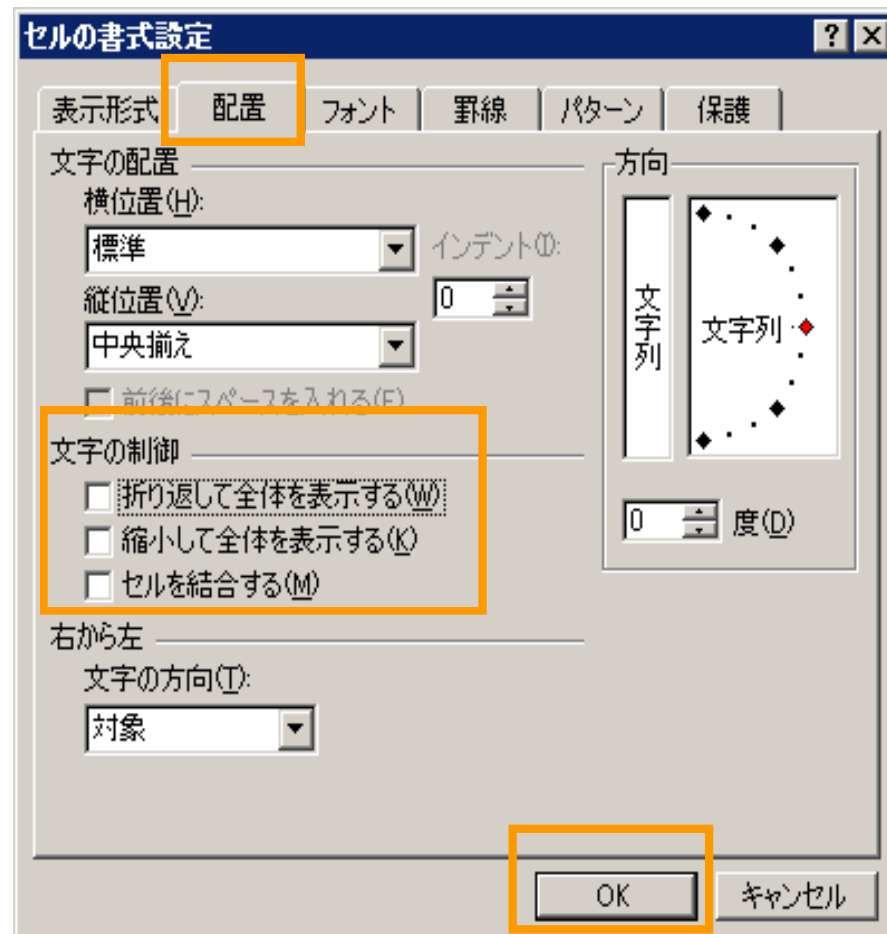 セルの書式設定
表示形式 配置 フォント 罫線 パターン 保護
文字の配置
横位置(H):
標準
インデント(I):
縦位置(V):
0
中央揃え
前後にスペースを入れる(E)
文字の制御
折り返して全体を表示する(W)
縮小して全体を表示する(K)
セルを結合する(M)
右から左
文字の方向(T):
対象
方向
文字列
文字列
0 度(D)
OK キャンセル